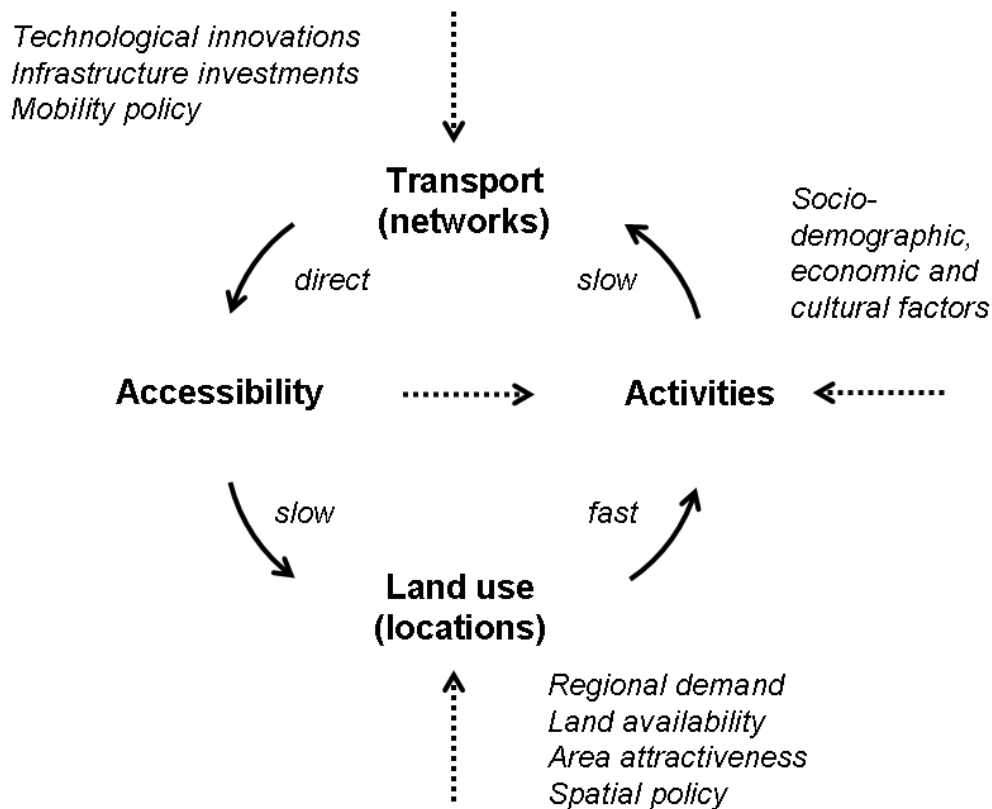 Technological innovations
Infrastructure investments
Mobility policy
Transport
(networks)
Socio-
demographic,
economic and
cultural factors
direct
slow
Accessibility
Activities
slow
fast
Land use
(locations)
Regional demand
Land availability
Area attractiveness
Spatial policy